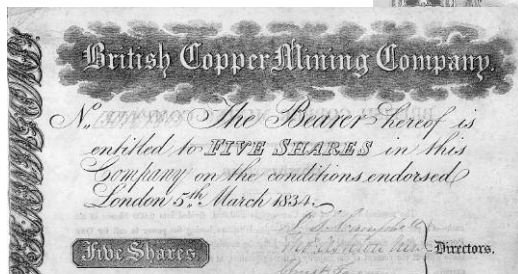 British Copper Mining Company.
No. The Bearer hereof is
entitled to FIVE SHARES in this
Company on the conditions endorsed
London 5th March 1834.
Five Shares
Directors.